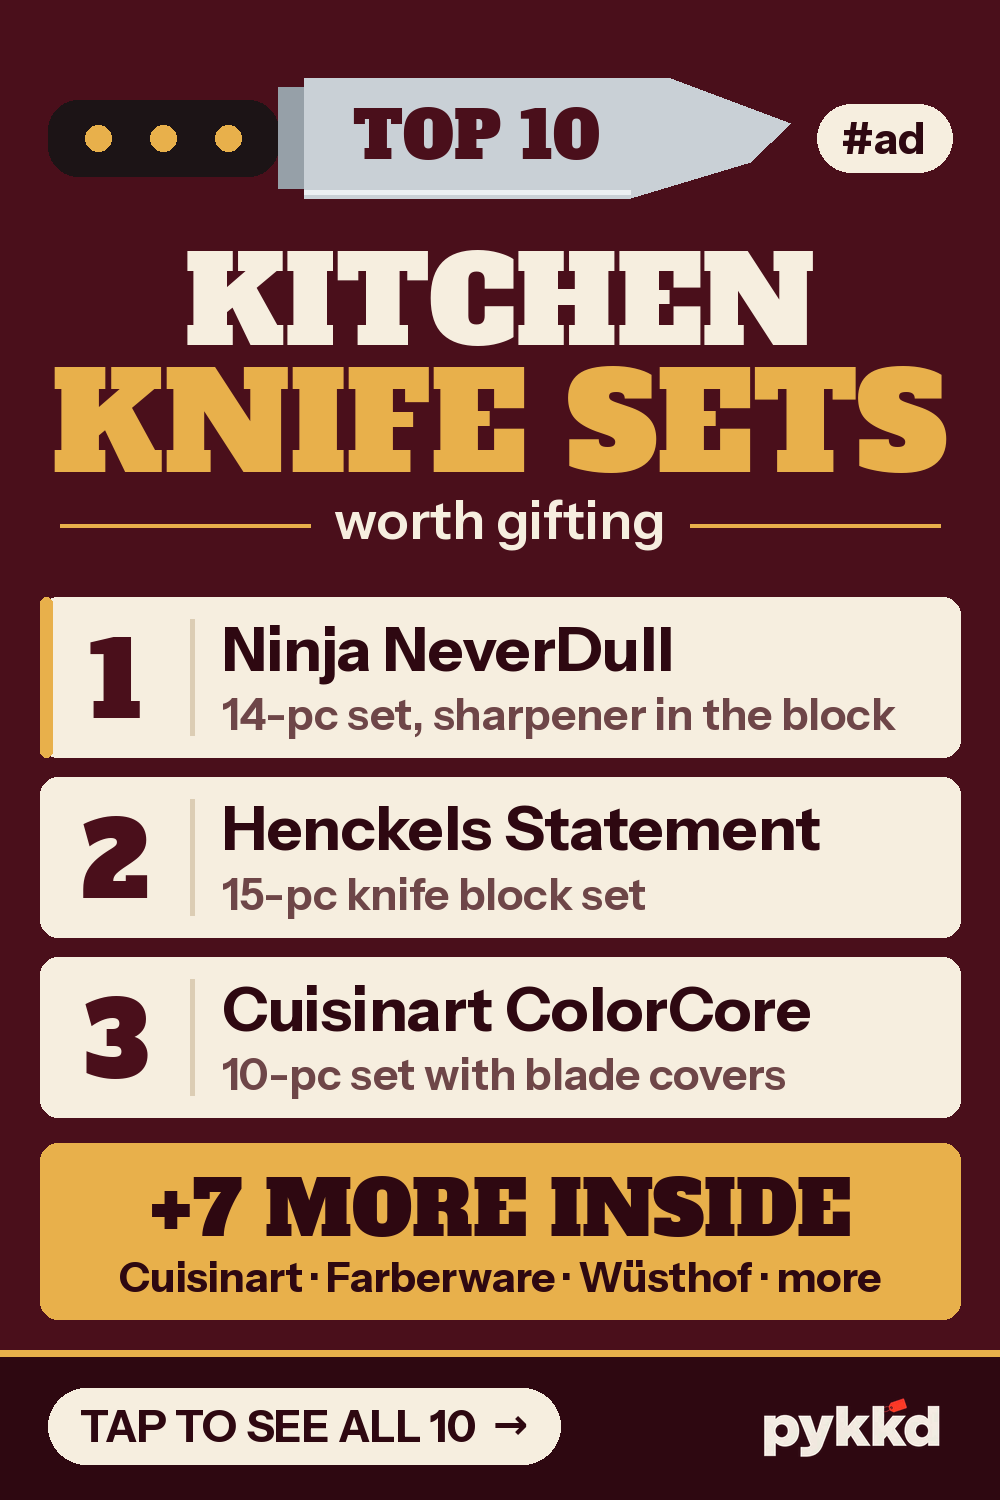 TOP 10
#ad
KITCHEN
KNIFE SETS
worth gifting
1
Ninja NeverDull
14-pc set, sharpener in the block
2
Henckels Statement
15-pc knife block set
3
Cuisinart ColorCore
10-pc set with blade covers
+7 MORE INSIDE
Cuisinart · Farberware · Wüsthof · more
TAP TO SEE ALL 10 →
pykkd